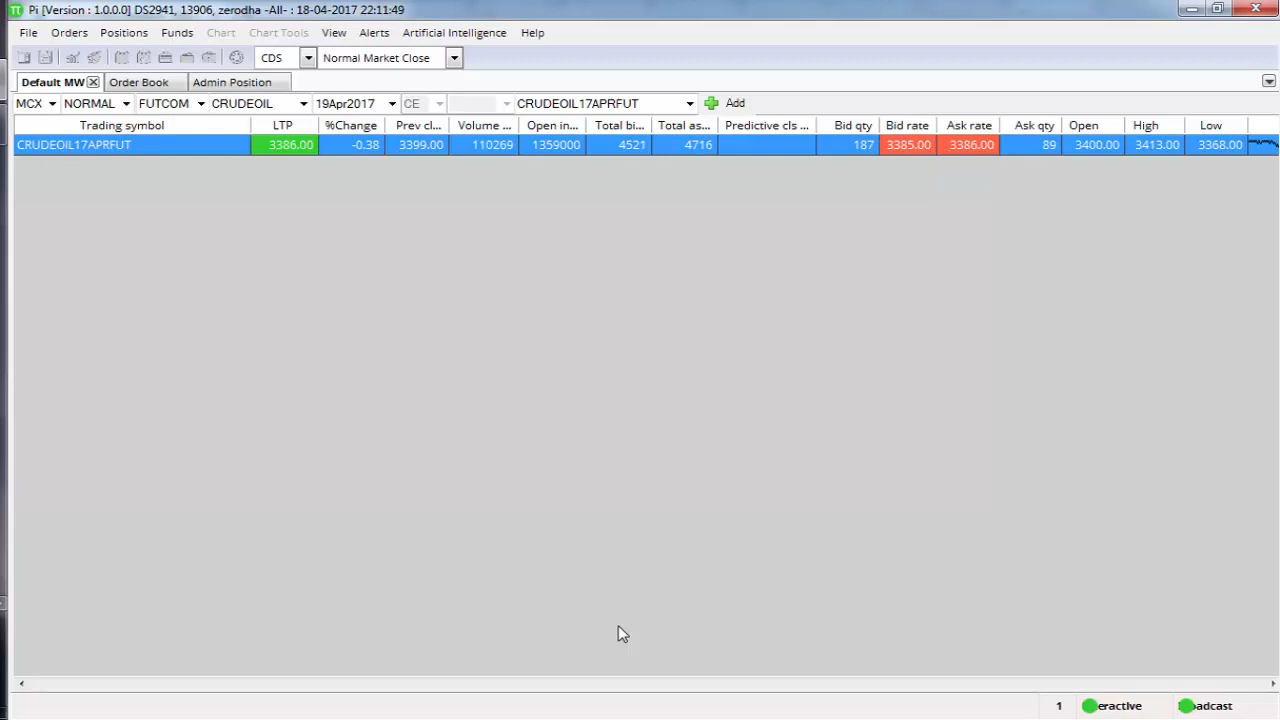 Pi [Version : 1.0.0.0] DS2941, 13906, zerodha -All- : 18-04-2017 22:11:49
File Orders Positions Funds Chart Chart Tools View Alerts Artificial Intelligence Help
CDS Normal Market Close
Default MW Order Book Admin Position
MCX NORMAL FUTCOM CRUDEOIL 19Apr2017 CE CRUDEOIL17APRFUT Add
Trading symbol LTP %Change Prev cl... Volume ... Open in... Total bi... Total as... Predictive cls ... Bid qty Bid rate Ask rate Ask qty Open High Low
CRUDEOIL17APRFUT 3386.00 -0.38 3399.00 110269 1359000 4521 4716 187 3385.00 3386.00 89 3400.00 3413.00 3368.00
1 eractive adcast